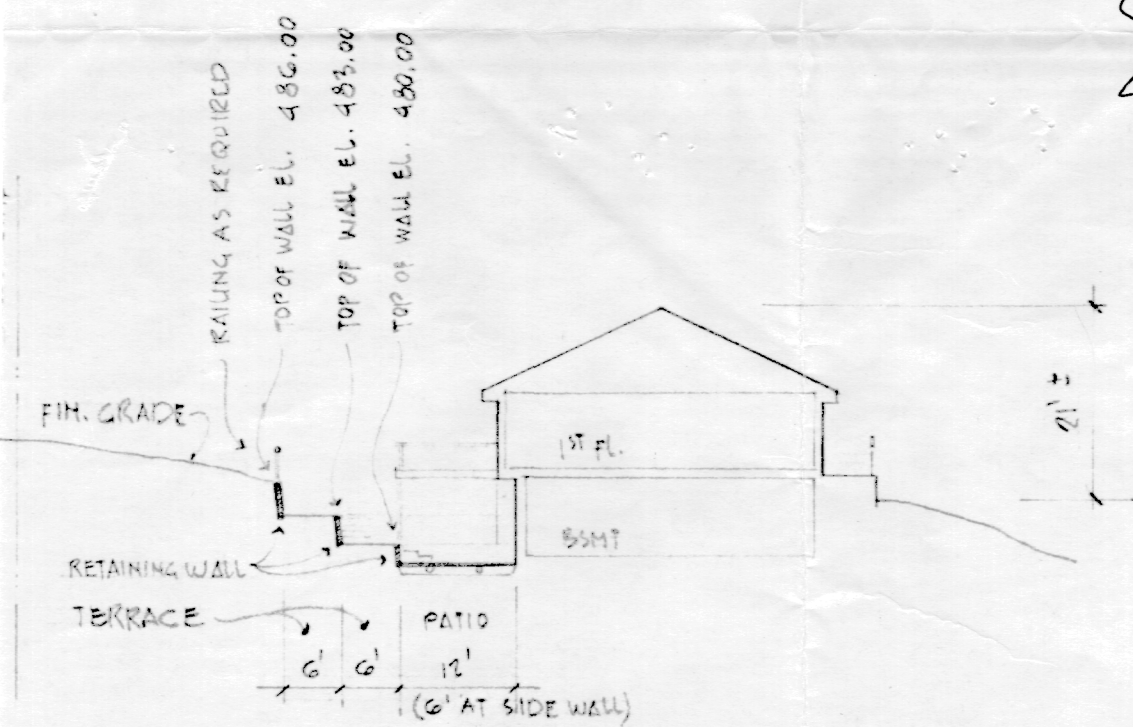 RAILING AS REQUIRED
TOP OF WALL EL. 486.00
TOP OF WALL EL. 483.00
TOP OF WALL EL. 480.00
FIN. GRADE
1ST FL.
BSMT
21' ±
RETAINING WALL
TERRACE
PATIO
6' 6' 12'
(6' AT SIDE WALL)